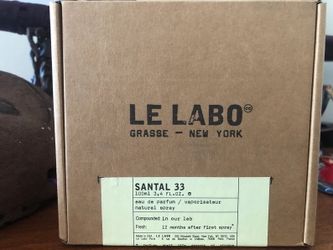 LE LABO
GRASSE – NEW YORK
SANTAL 33
100ml 3.4 FL.OZ. ℮
eau de parfum / vaporisateur
natural spray
Compounded in our lab
Fresh: 12 months after first spray*